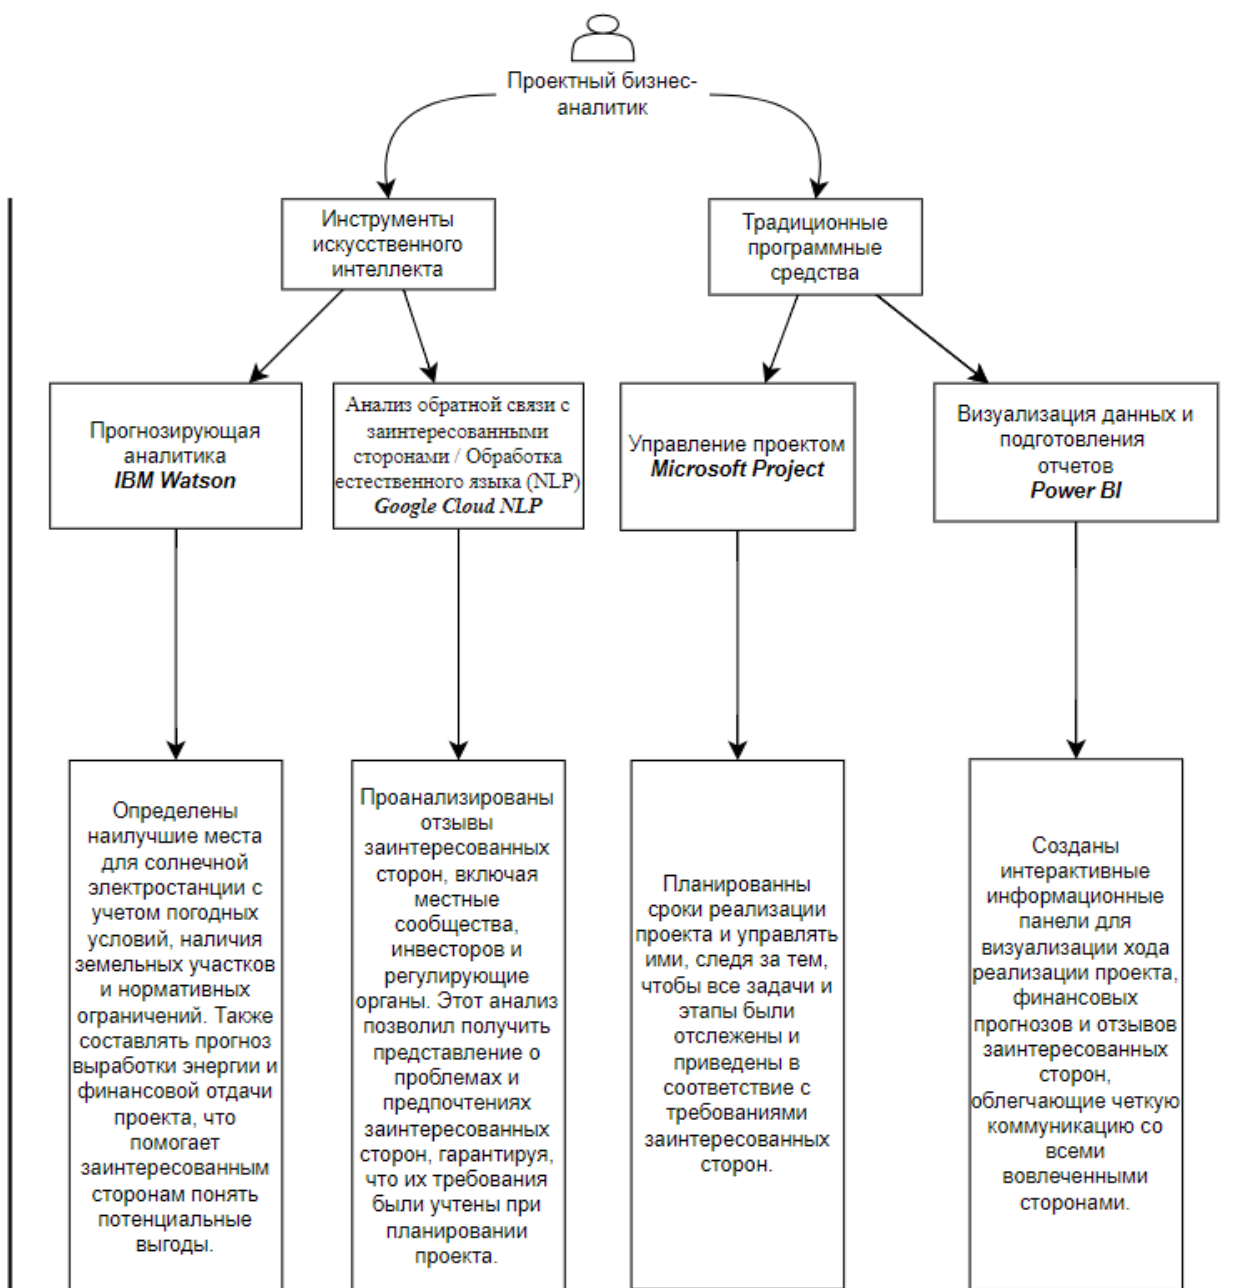 Проектный бизнес-
аналитик
Инструменты
искусственного
интеллекта
Традиционные
программные
средства
Прогнозирующая
аналитика
IBM Watson
Анализ обратной связи с
заинтересованными
сторонами / Обработка
естественного языка (NLP)
Google Cloud NLP
Управление проектом
Microsoft Project
Визуализация данных и
подготовления
отчетов
Power BI
Определены
наилучшие места
для солнечной
электростанции с
учетом погодных
условий, наличия
земельных участков
и нормативных
ограничений. Также
составлять прогноз
выработки энергии и
финансовой отдачи
проекта, что
помогает
заинтересованным
сторонам понять
потенциальные
выгоды.
Проанализированы
отзывы
заинтересованных
сторон, включая
местные
сообщества,
инвесторов и
регулирующие
органы. Этот анализ
позволил получить
представление о
проблемах и
предпочтениях
заинтересованных
сторон, гарантируя,
что их требования
были учтены при
планировании
проекта.
Планированны
сроки реализации
проекта и управлять
ими, следя за тем,
чтобы все задачи и
этапы были
отслежены и
приведены в
соответствие с
требованиями
заинтересованных
сторон.
Созданы
интерактивные
информационные
панели для
визуализации хода
реализации проекта,
финансовых
прогнозов и отзывов
заинтересованных
сторон,
облегчающие четкую
коммуникацию со
всеми
вовлеченными
сторонами.